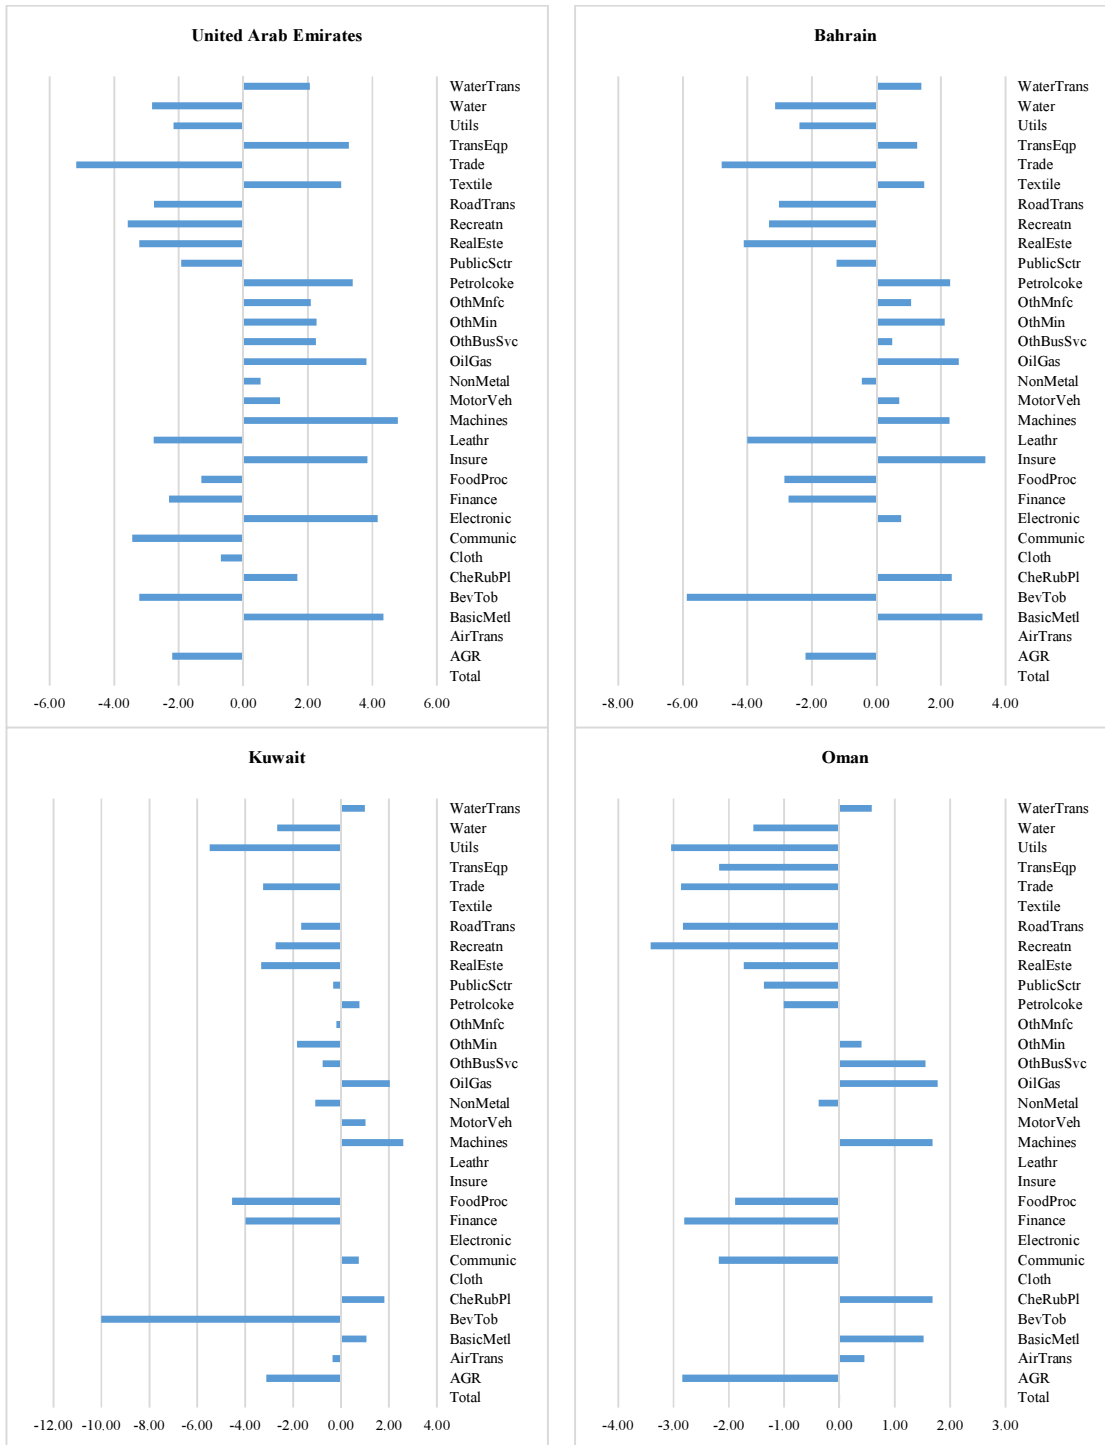 United Arab Emirates
WaterTrans
Water
Utils
TransEqp
Trade
Textile
RoadTrans
Recreatn
RealEste
PublicSctr
Petrolcoke
OthMnfc
OthMin
OthBusSvc
OilGas
NonMetal
MotorVeh
Machines
Leathr
Insure
FoodProc
Finance
Electronic
Communic
Cloth
CheRubPl
BevTob
BasicMetl
AirTrans
AGR
Total
-6.00 -4.00 -2.00 0.00 2.00 4.00 6.00
Bahrain
WaterTrans
Water
Utils
TransEqp
Trade
Textile
RoadTrans
Recreatn
RealEste
PublicSctr
Petrolcoke
OthMnfc
OthMin
OthBusSvc
OilGas
NonMetal
MotorVeh
Machines
Leathr
Insure
FoodProc
Finance
Electronic
Communic
Cloth
CheRubPl
BevTob
BasicMetl
AirTrans
AGR
Total
-8.00 -6.00 -4.00 -2.00 0.00 2.00 4.00
Kuwait
WaterTrans
Water
Utils
TransEqp
Trade
Textile
RoadTrans
Recreatn
RealEste
PublicSctr
Petrolcoke
OthMnfc
OthMin
OthBusSvc
OilGas
NonMetal
MotorVeh
Machines
Leathr
Insure
FoodProc
Finance
Electronic
Communic
Cloth
CheRubPl
BevTob
BasicMetl
AirTrans
AGR
Total
-12.00 -10.00 -8.00 -6.00 -4.00 -2.00 0.00 2.00 4.00
Oman
WaterTrans
Water
Utils
TransEqp
Trade
Textile
RoadTrans
Recreatn
RealEste
PublicSctr
Petrolcoke
OthMnfc
OthMin
OthBusSvc
OilGas
NonMetal
MotorVeh
Machines
Leathr
Insure
FoodProc
Finance
Electronic
Communic
Cloth
CheRubPl
BevTob
BasicMetl
AirTrans
AGR
Total
-4.00 -3.00 -2.00 -1.00 0.00 1.00 2.00 3.00